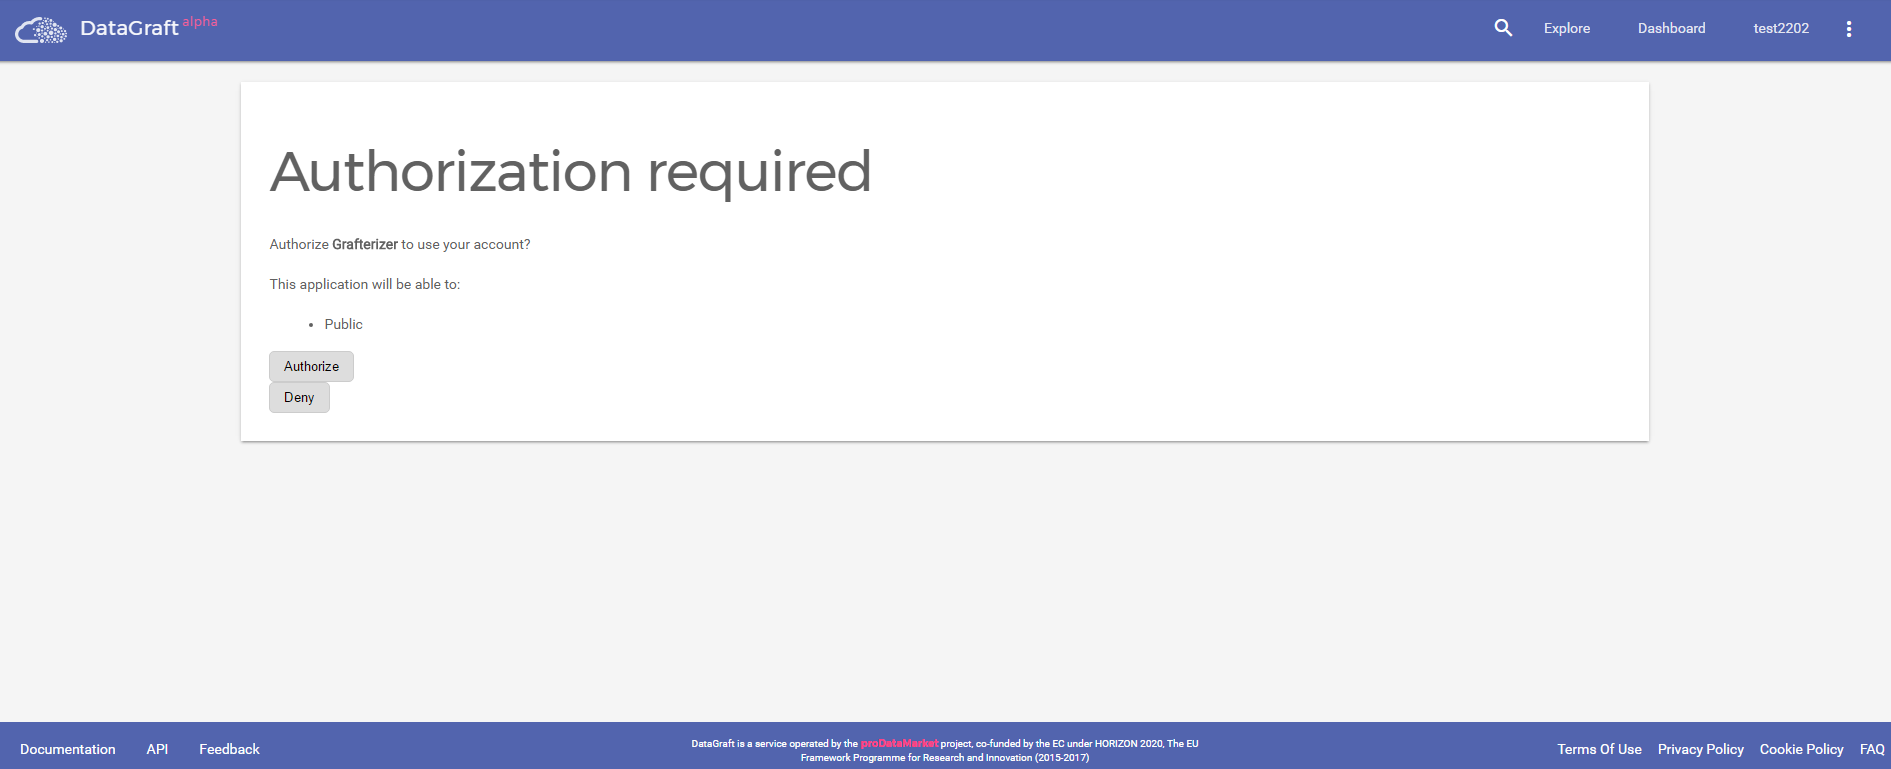 DataGraft alpha
Explore
Dashboard
test2202
Authorization required
Authorize Grafterizer to use your account?
This application will be able to:
• Public
Authorize
Deny
Documentation
API
Feedback
DataGraft is a service operated by the proDataMarket project, co-funded by the EC under HORIZON 2020, The EU
Framework Programme for Research and Innovation (2015-2017)
Terms Of Use
Privacy Policy
Cookie Policy
FAQ